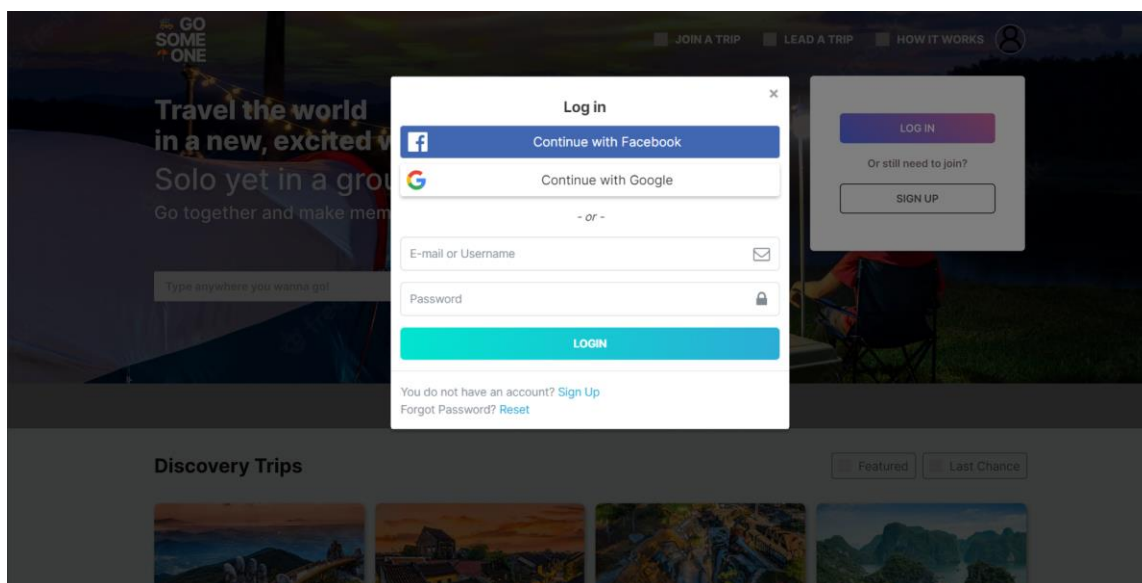 GO
SOME
ONE
JOIN A TRIP
LEAD A TRIP
HOW IT WORKS
Travel the world
in a new, excited
Solo yet in a
Go together and make
Type anywhere you wanna go!
×
Log in
Continue with Facebook
Continue with Google
- or -
E-mail or Username
Password
LOGIN
You do not have an account? Sign Up
Forgot Password? Reset
LOG IN
Or still need to join?
SIGN UP
Discovery Trips
Featured
Last Chance